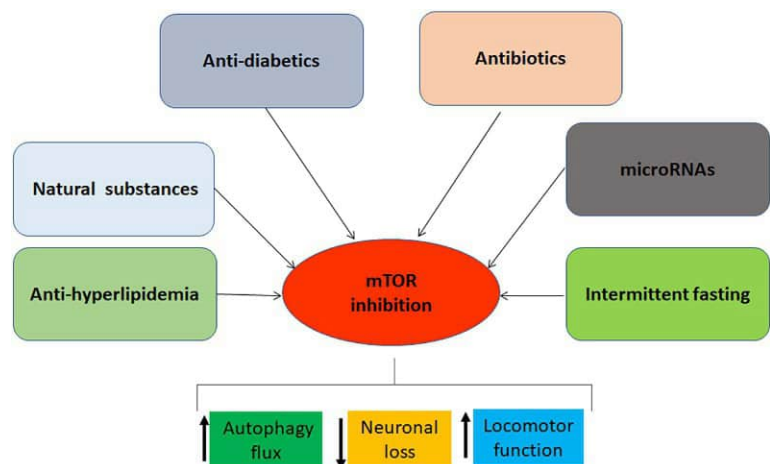 Anti-diabetics
Antibiotics
Natural substances
microRNAs
Anti-hyperlipidemia
mTOR
inhibition
Intermittent fasting
Autophagy
flux
Neuronal
loss
Locomotor
function